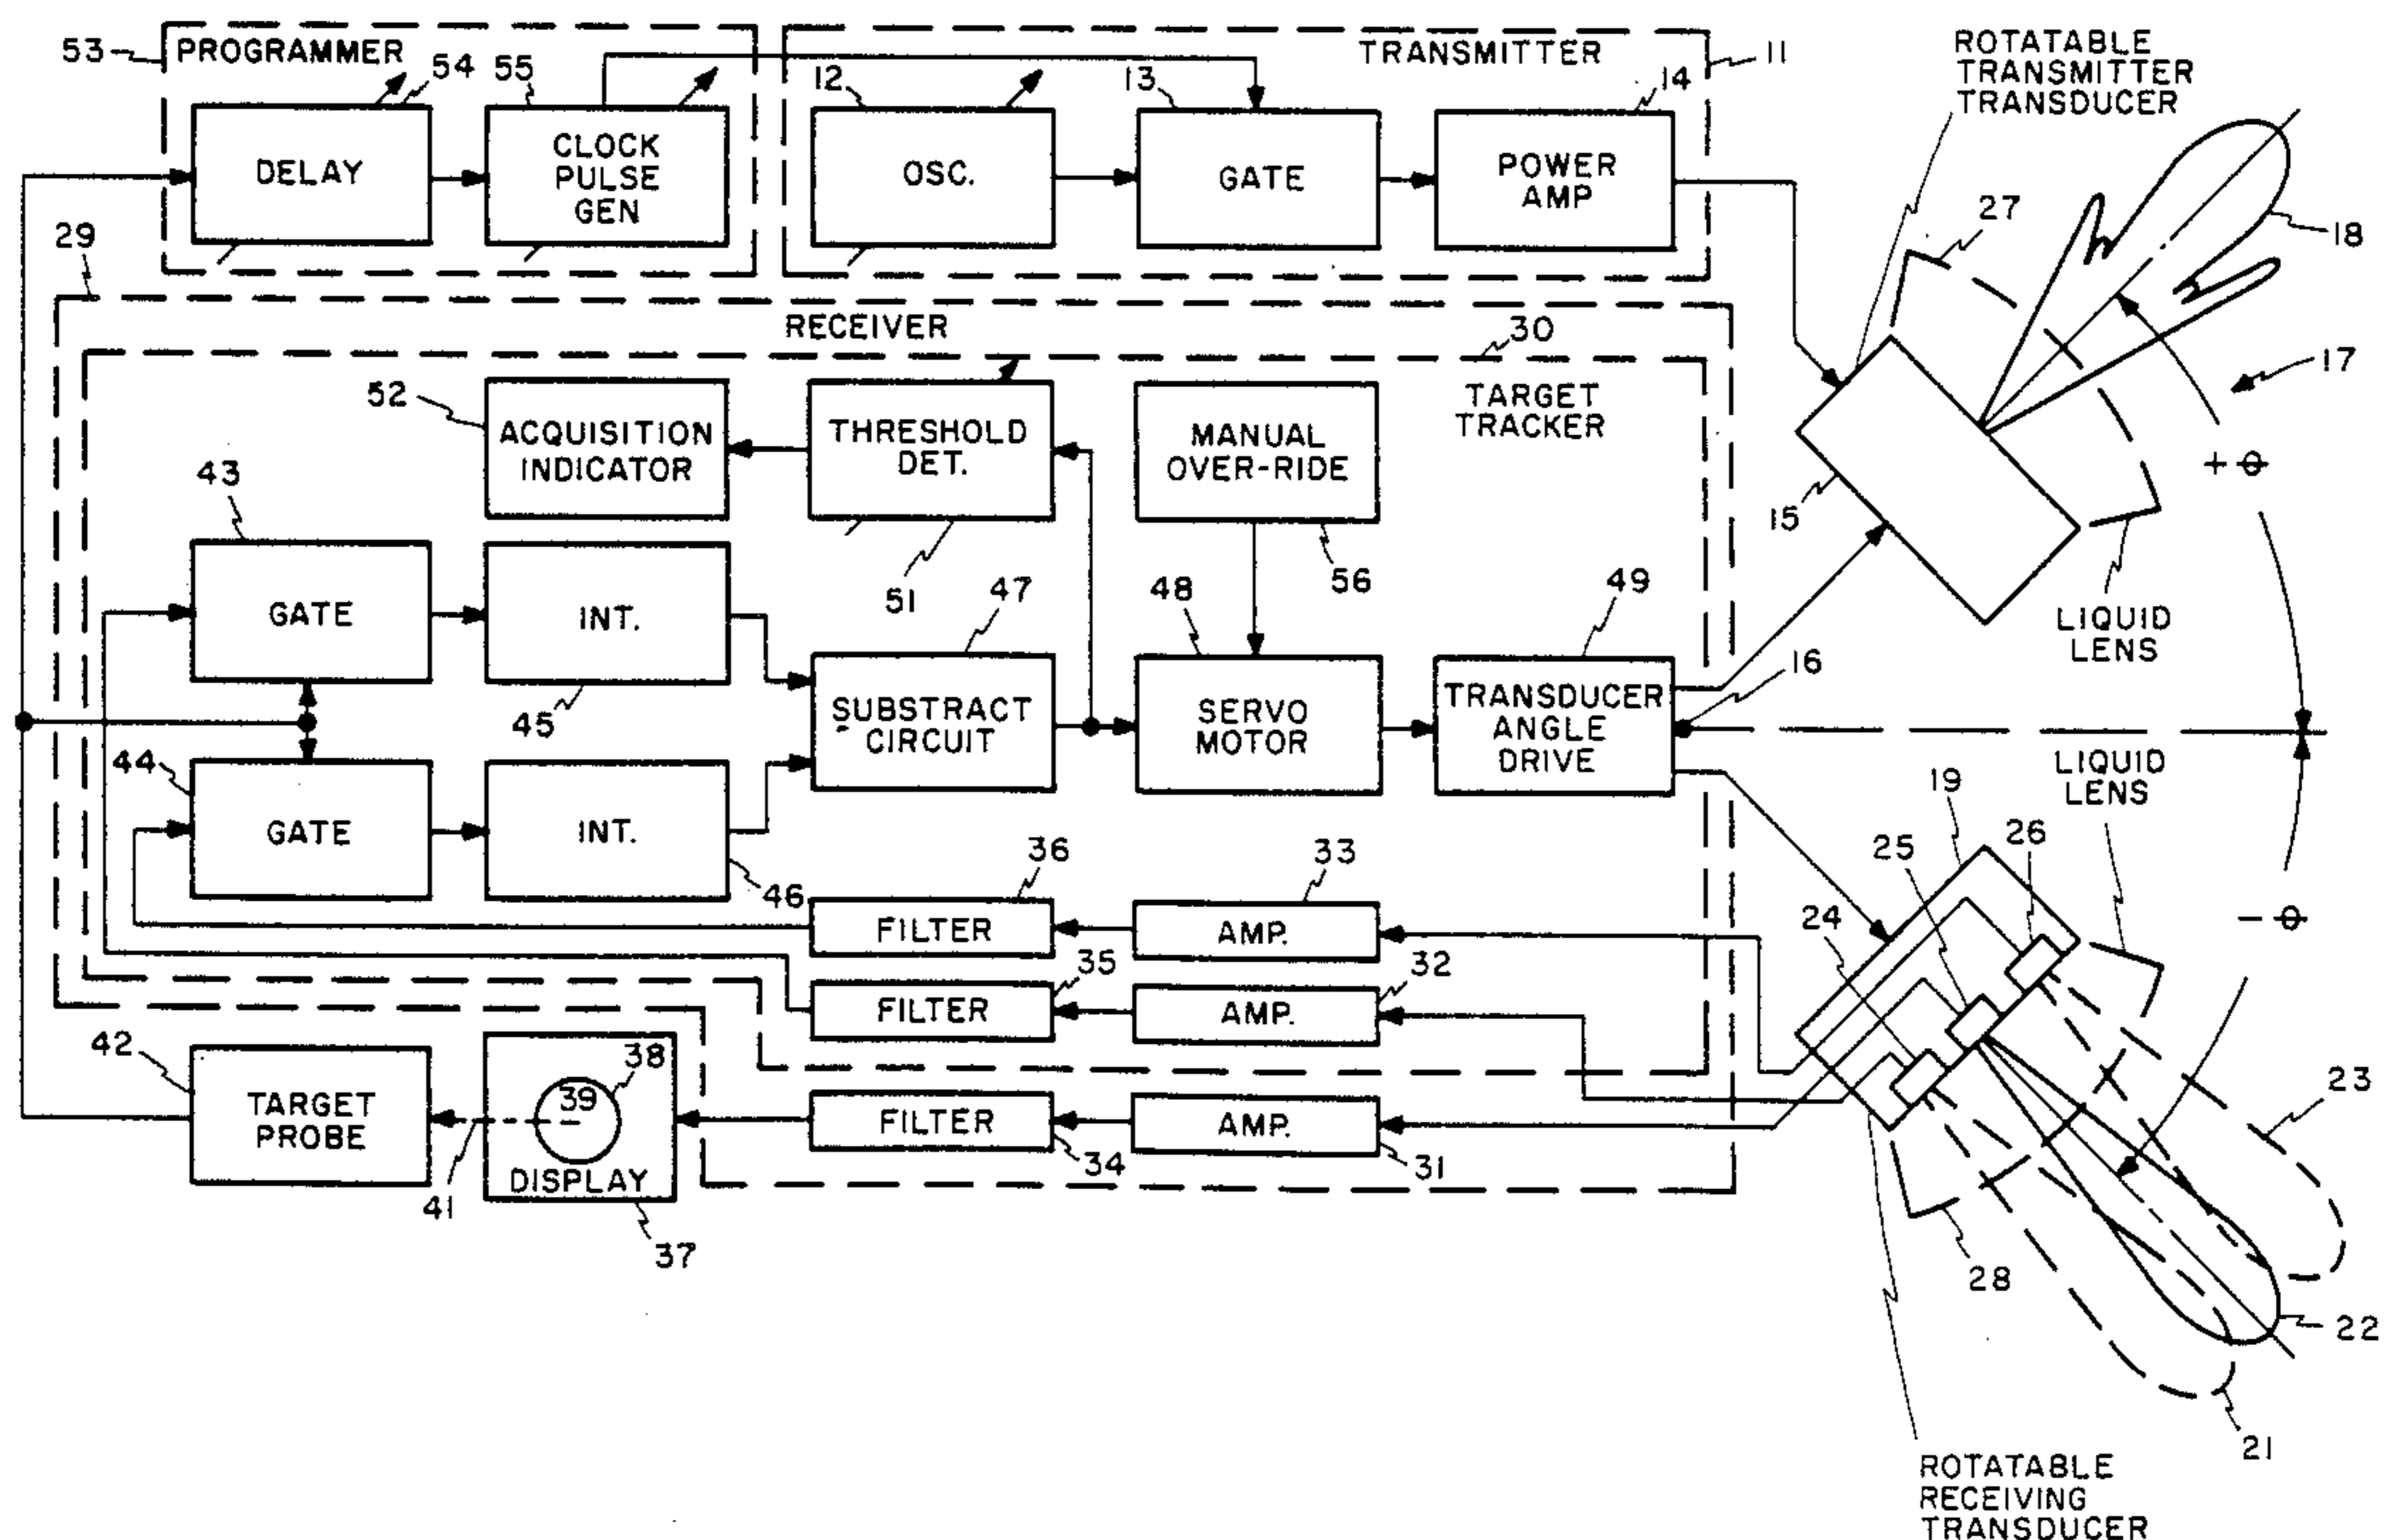 53
PROGRAMMER
54
55
DELAY
CLOCK
PULSE
GEN
TRANSMITTER
11
12
13
14
OSC.
GATE
POWER
AMP
ROTATABLE
TRANSMITTER
TRANSDUCER
27
18
17
+θ
15
LIQUID
LENS
29
RECEIVER
30
TARGET
TRACKER
52
ACQUISITION
INDICATOR
THRESHOLD
DET.
51
MANUAL
OVER-RIDE
56
43
GATE
INT.
45
47
SUBSTRACT
CIRCUIT
48
SERVO
MOTOR
49
TRANSDUCER
ANGLE
DRIVE
16
44
GATE
INT.
46
36
FILTER
33
AMP.
35
FILTER
32
AMP.
42
TARGET
PROBE
41
38
39
DISPLAY
37
FILTER
34
AMP.
31
LIQUID
LENS
19
26
25
24
-θ
23
28
22
21
ROTATABLE
RECEIVING
TRANSDUCER